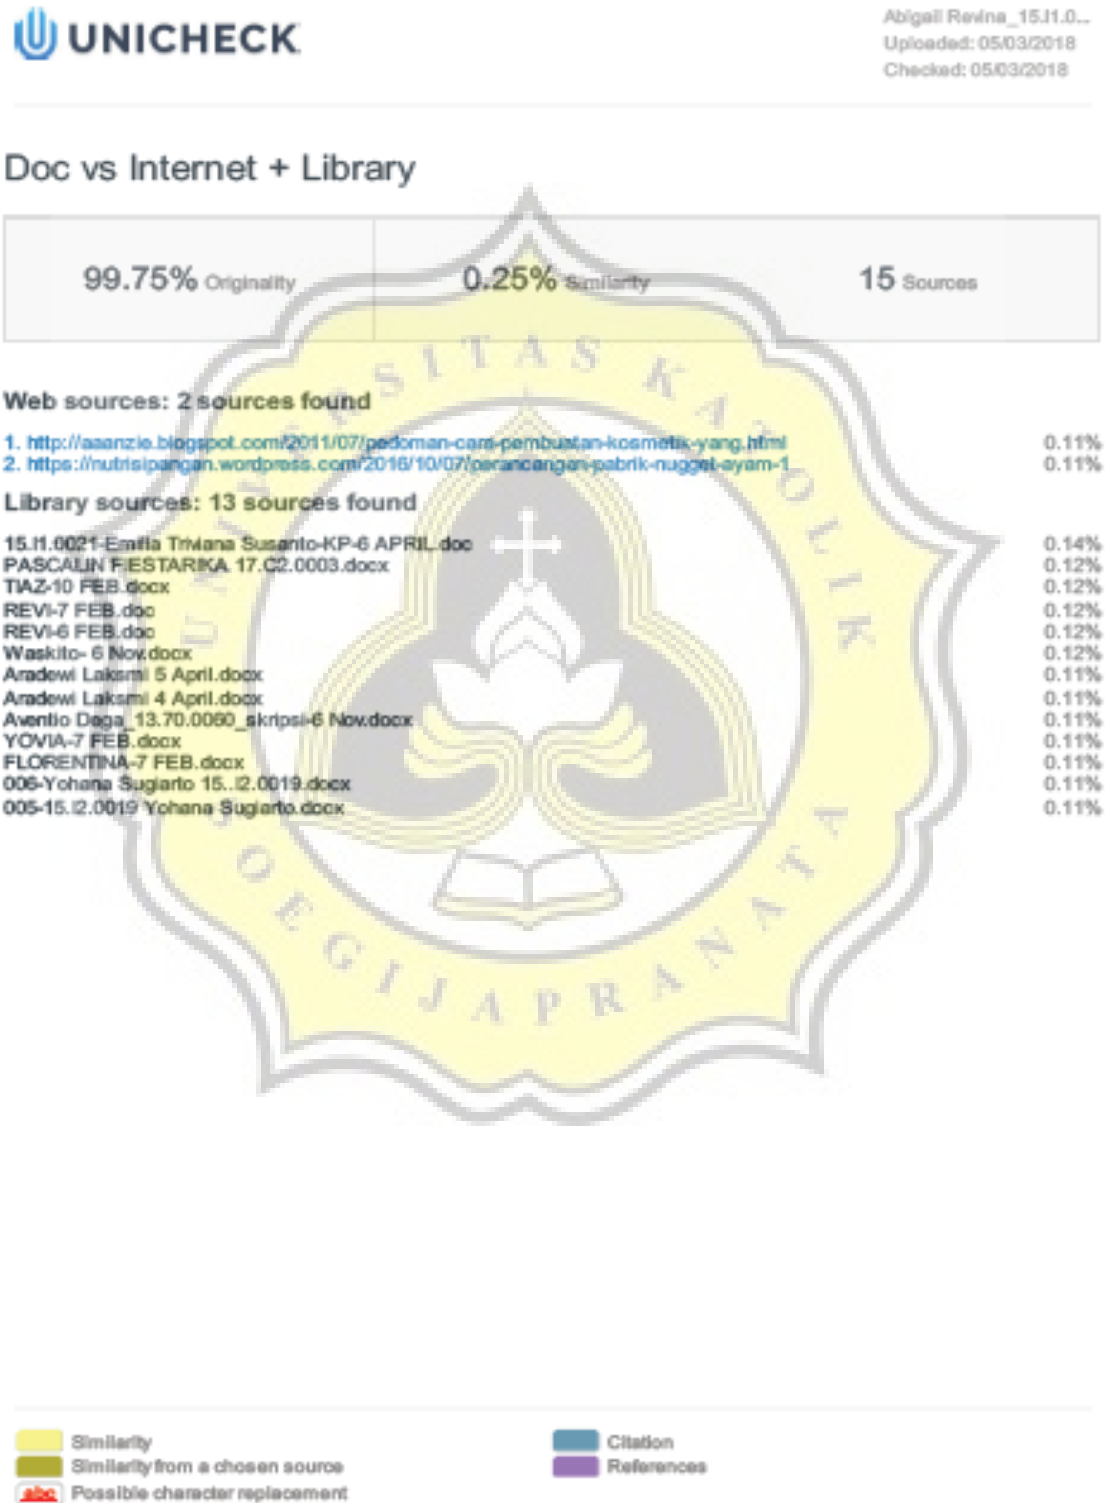 UNICHECK
Abigail Revina_15.I1.0...
Uploaded: 05/03/2018
Checked: 05/03/2018
Doc vs Internet + Library
99.75% Originality
0.25% Similarity
15 Sources
Web sources: 2 sources found
1. http://aaanzie.blogspot.com/2011/07/pedoman-cara-pembuatan-kosmetik-yang.html 0.11%
2. https://nutrisipangan.wordpress.com/2016/10/07/perancangan-pabrik-nugget-ayam-1 0.11%
Library sources: 13 sources found
15.I1.0021-Emilia Triviana Susanto-KP-6 APRIL.doc 0.14%
PASCALIN FIESTARIKA 17.C2.0003.docx 0.12%
TIAZ-10 FEB.docx 0.12%
REVI-7 FEB.doc 0.12%
REVI-6 FEB.doc 0.12%
Waskito- 6 Nov.docx 0.12%
Aradewi Laksmi 5 April.docx 0.11%
Aradewi Laksmi 4 April.docx 0.11%
Aventio Dega_13.70.0060_skripsi-6 Nov.docx 0.11%
YOVIA-7 FEB.docx 0.11%
FLORENTINA-7 FEB.docx 0.11%
006-Yohana Sugiarto 15..I2.0019.docx 0.11%
005-15.I2.0019 Yohana Sugiarto.docx 0.11%
UNIVERSITAS KATOLIK
SOEGIJAPRANATA
Similarity
Similarity from a chosen source
abc Possible character replacement
Citation
References